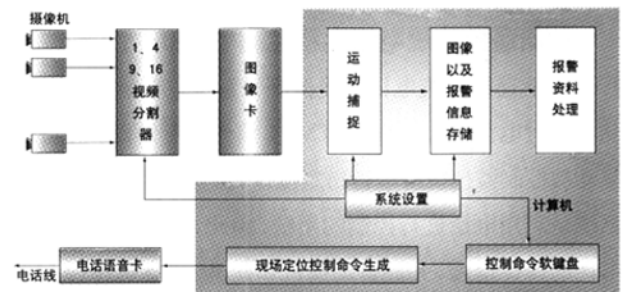 摄像机
1、4
9、16
视频
分割
器
图
像
卡
运
动
捕
捉
图像
以及
报警
信息
存储
报警
资料
处理
系统设置
计算机
电话线
电话语音卡
现场定位控制命令生成
控制命令软键盘